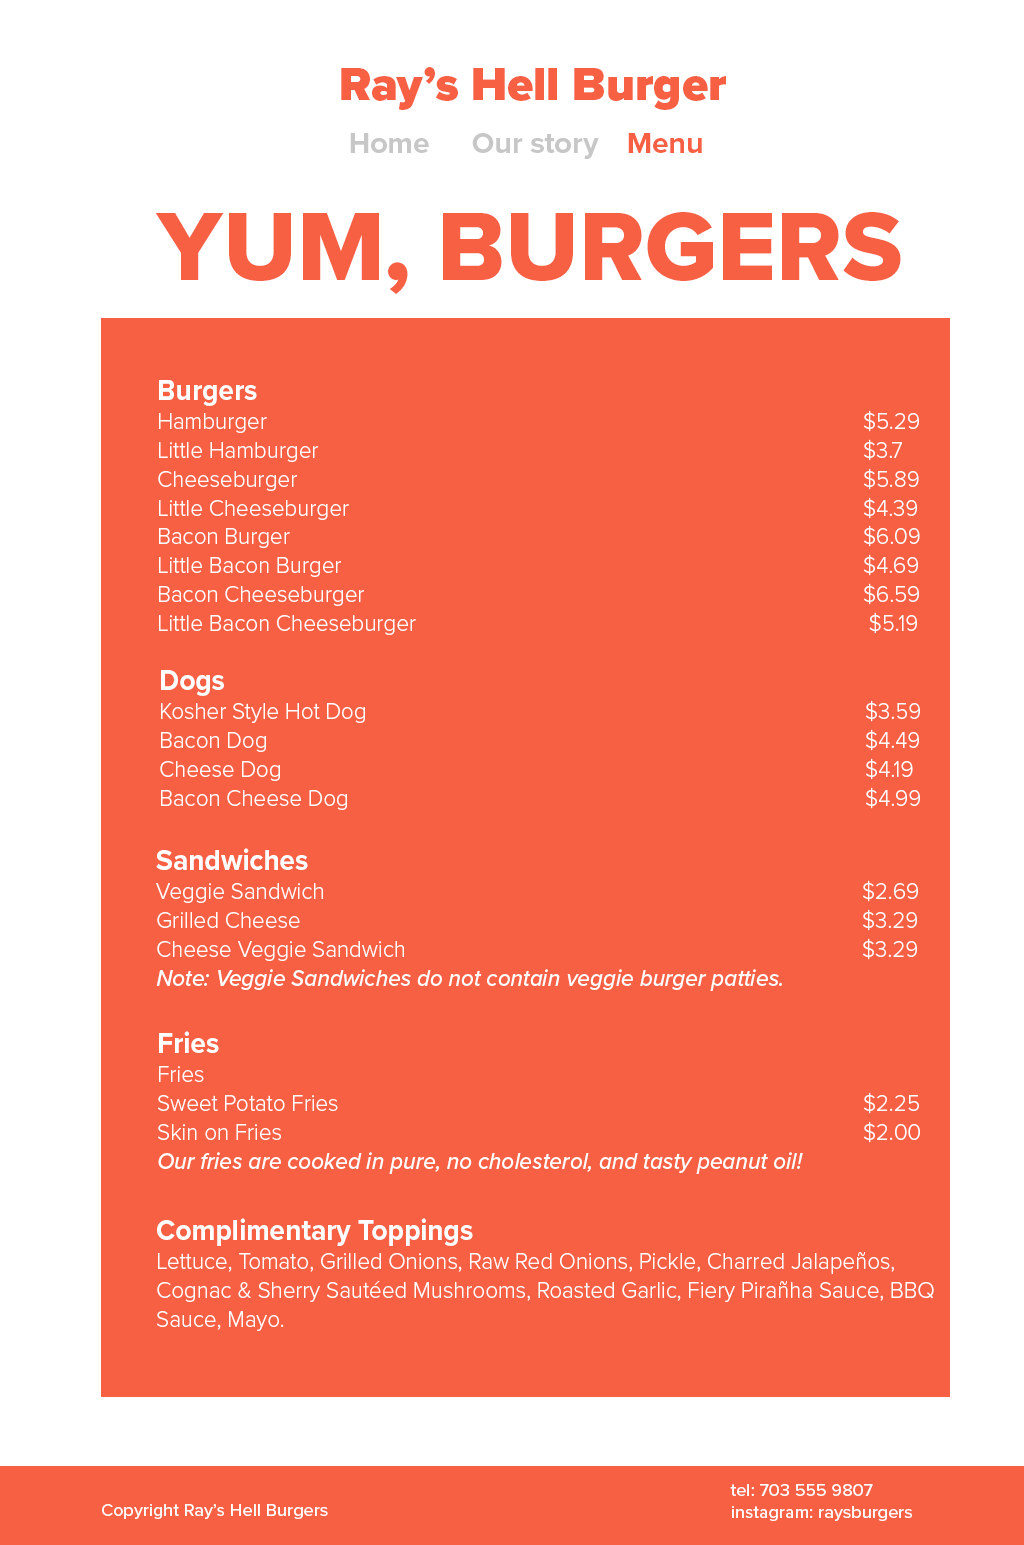 Ray’s Hell Burger
Home Our story Menu
YUM, BURGERS
Burgers
Hamburger $5.29
Little Hamburger $3.7
Cheeseburger $5.89
Little Cheeseburger $4.39
Bacon Burger $6.09
Little Bacon Burger $4.69
Bacon Cheeseburger $6.59
Little Bacon Cheeseburger $5.19
Dogs
Kosher Style Hot Dog $3.59
Bacon Dog $4.49
Cheese Dog $4.19
Bacon Cheese Dog $4.99
Sandwiches
Veggie Sandwich $2.69
Grilled Cheese $3.29
Cheese Veggie Sandwich $3.29
Note: Veggie Sandwiches do not contain veggie burger patties.
Fries
Fries
Sweet Potato Fries $2.25
Skin on Fries $2.00
Our fries are cooked in pure, no cholesterol, and tasty peanut oil!
Complimentary Toppings
Lettuce, Tomato, Grilled Onions, Raw Red Onions, Pickle, Charred Jalapeños,
Cognac & Sherry Sautéed Mushrooms, Roasted Garlic, Fiery Pirañha Sauce, BBQ
Sauce, Mayo.
Copyright Ray’s Hell Burgers
tel: 703 555 9807
instagram: raysburgers